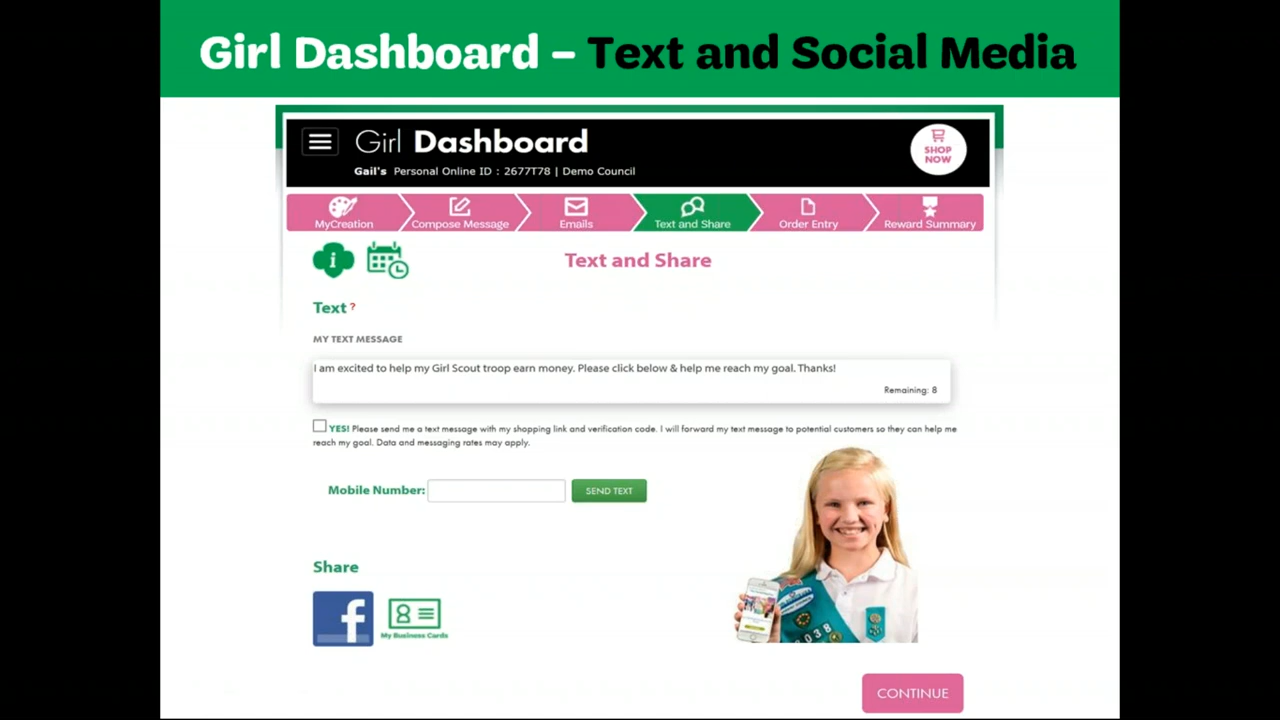 Girl Dashboard – Text and Social Media
Girl Dashboard
Gail's Personal Online ID : 2677T78 | Demo Council
SHOP
NOW
MyCreation
Compose Message
Emails
Text and Share
Order Entry
Reward Summary
Text and Share
Text ?
MY TEXT MESSAGE
I am excited to help my Girl Scout troop earn money. Please click below & help me reach my goal. Thanks!
Remaining: 8
YES! Please send me a text message with my shopping link and verification code. I will forward my text message to potential customers so they can help me
reach my goal. Data and messaging rates may apply.
Mobile Number:
SEND TEXT
Share
My Business Cards
CONTINUE